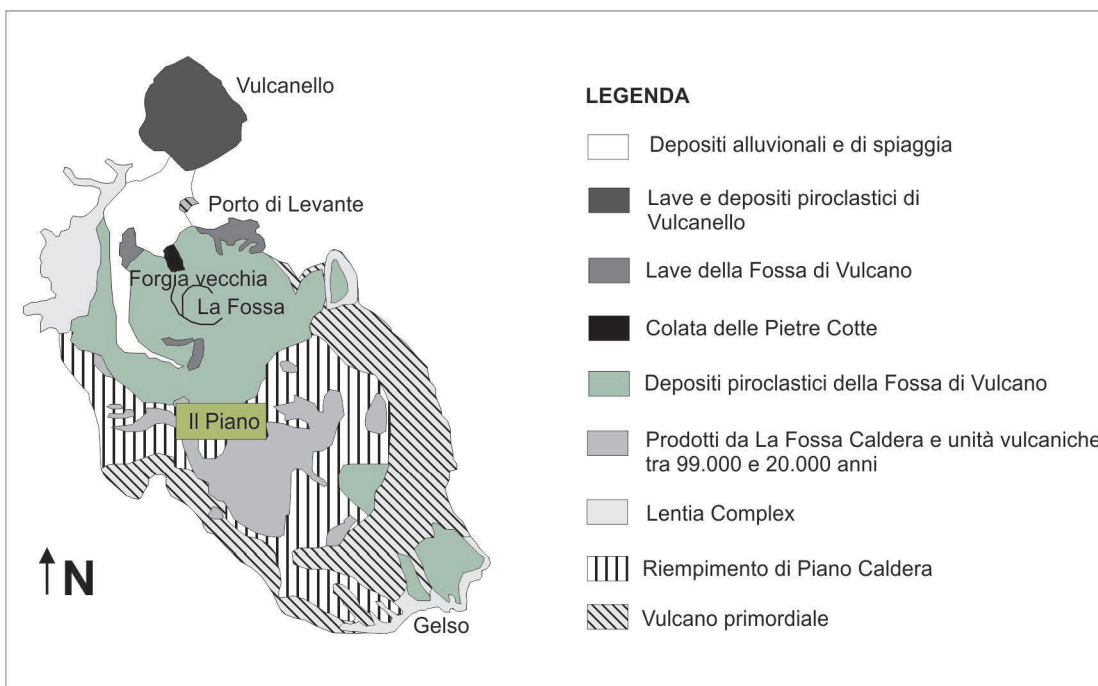 Vulcanello
Porto di Levante
Forgia vecchia
La Fossa
Il Piano
N
Gelso
LEGENDA
Depositi alluvionali e di spiaggia
Lave e depositi piroclastici di
Vulcanello
Lave della Fossa di Vulcano
Colata delle Pietre Cotte
Depositi piroclastici della Fossa di Vulcano
Prodotti da La Fossa Caldera e unità vulcaniche
tra 99.000 e 20.000 anni
Lentia Complex
Riempimento di Piano Caldera
Vulcano primordiale